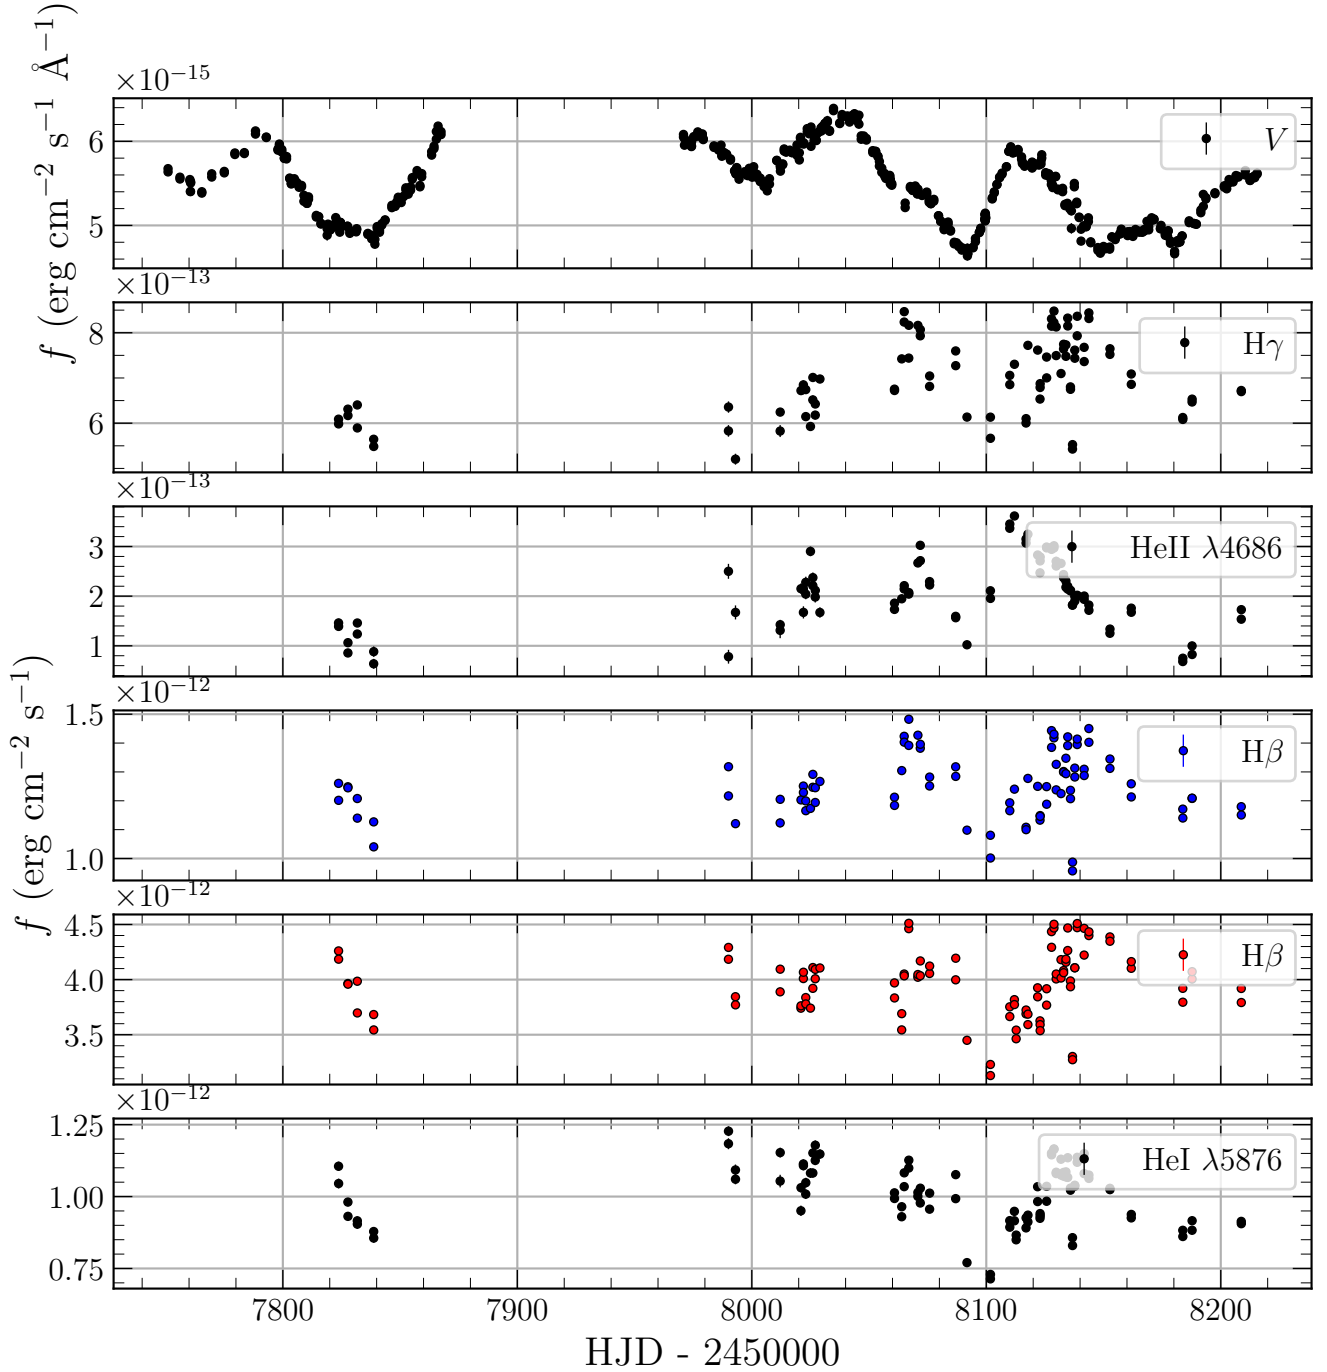 f (erg cm⁻² s⁻¹ Å⁻¹)
×10⁻¹⁵
6
5
V
×10⁻¹³
8
6
Hγ
×10⁻¹³
3
2
1
HeII λ4686
f (erg cm⁻² s⁻¹)
×10⁻¹²
1.5
1.0
Hβ
×10⁻¹²
4.5
4.0
3.5
Hβ
×10⁻¹²
1.25
1.00
0.75
HeI λ5876
7800 7900 8000 8100 8200
HJD - 2450000